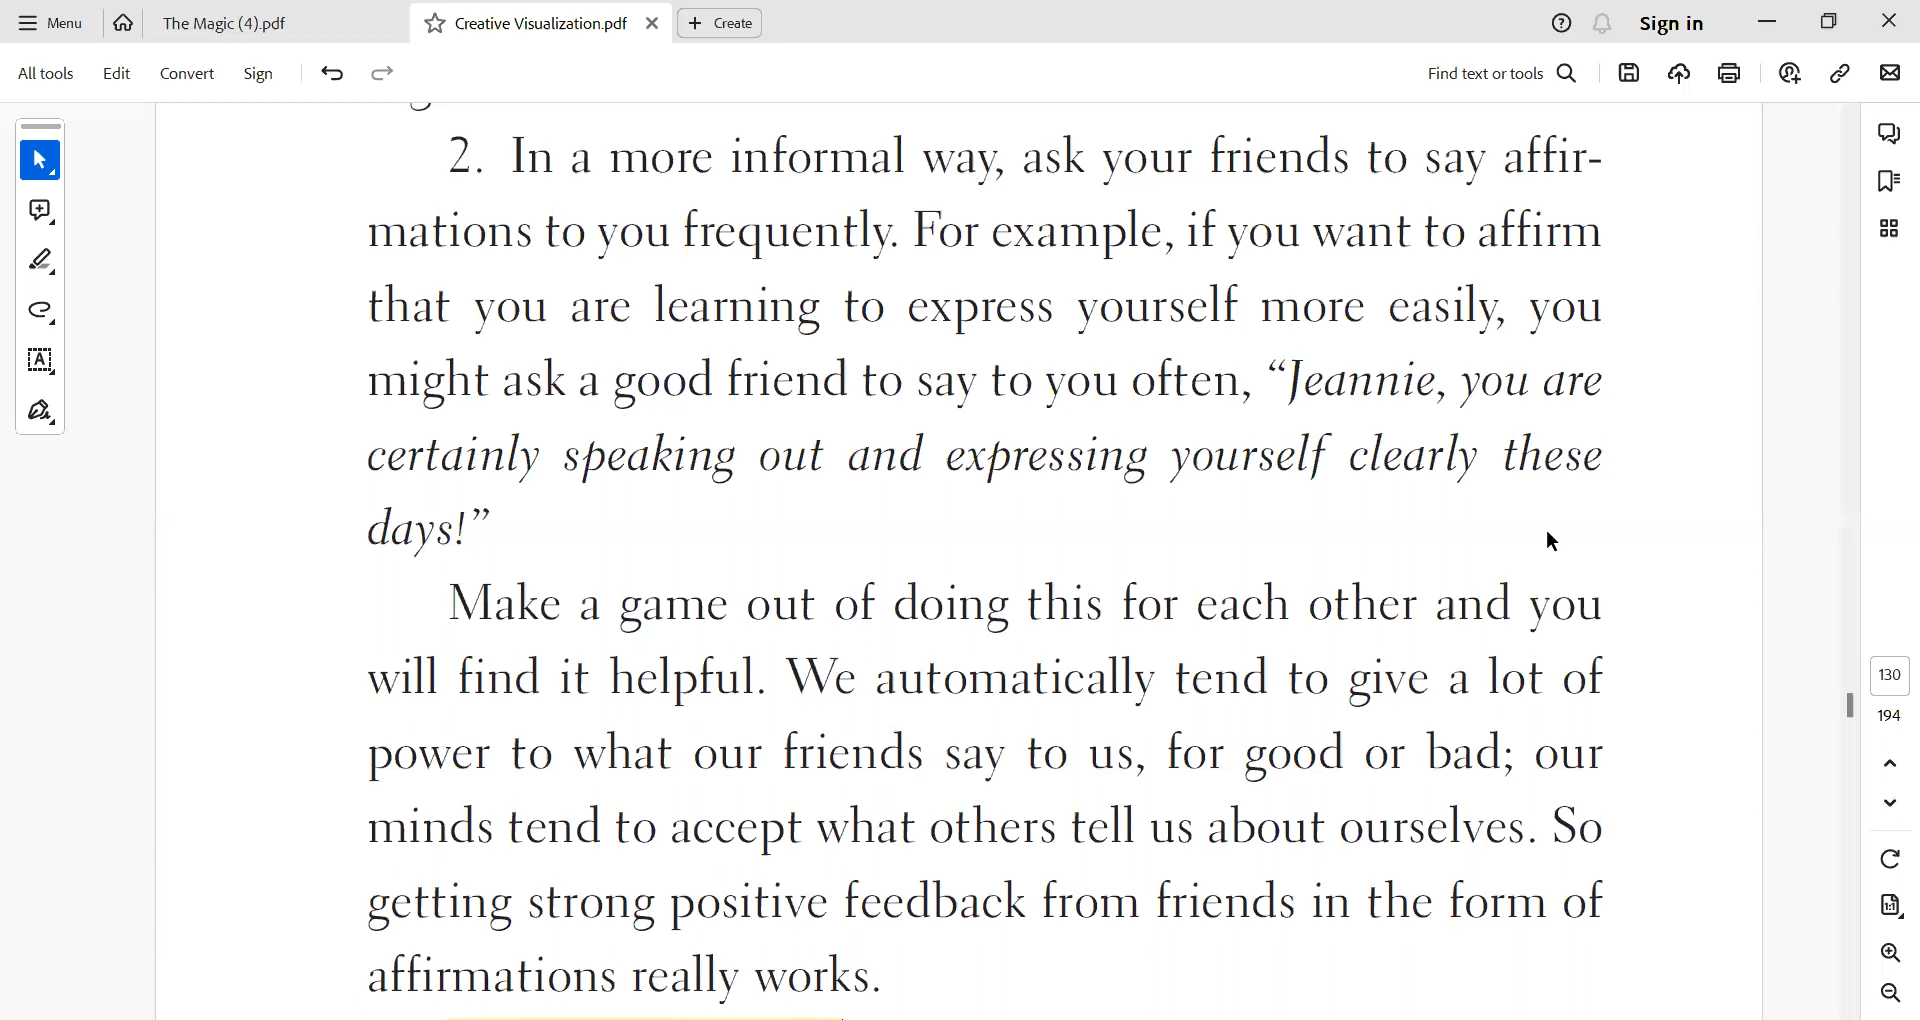 Menu
The Magic (4).pdf
Creative Visualization.pdf
Create
Sign in
All tools
Edit
Convert
Sign
Find text or tools
2. In a more informal way, ask your friends to say affir-
mations to you frequently. For example, if you want to affirm
that you are learning to express yourself more easily, you
might ask a good friend to say to you often, “Jeannie, you are
certainly speaking out and expressing yourself clearly these
days!”
Make a game out of doing this for each other and you
will find it helpful. We automatically tend to give a lot of
power to what our friends say to us, for good or bad; our
minds tend to accept what others tell us about ourselves. So
getting strong positive feedback from friends in the form of
affirmations really works.
130
194